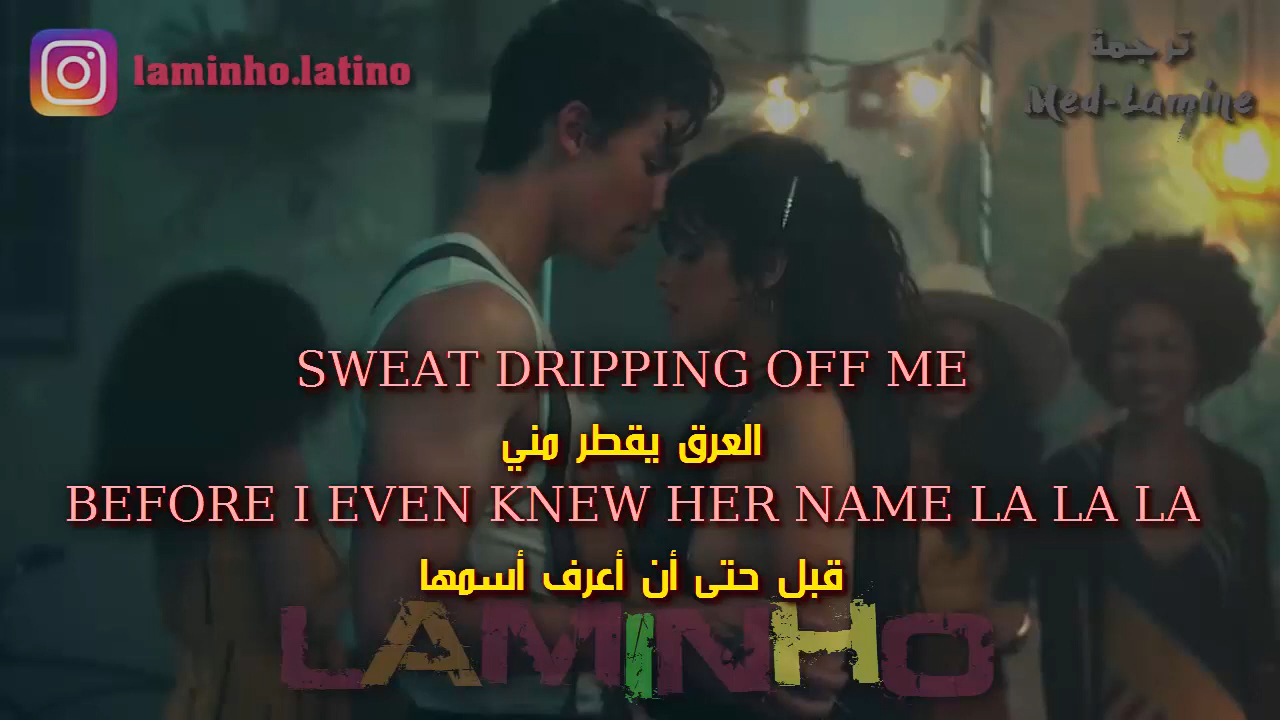 laminho.latino
ترجمة
Med-Lamine
SWEAT DRIPPING OFF ME
العرق يقطر مني
BEFORE I EVEN KNEW HER NAME LA LA LA
قبل حتى أن أعرف أسمها
LAMINHO